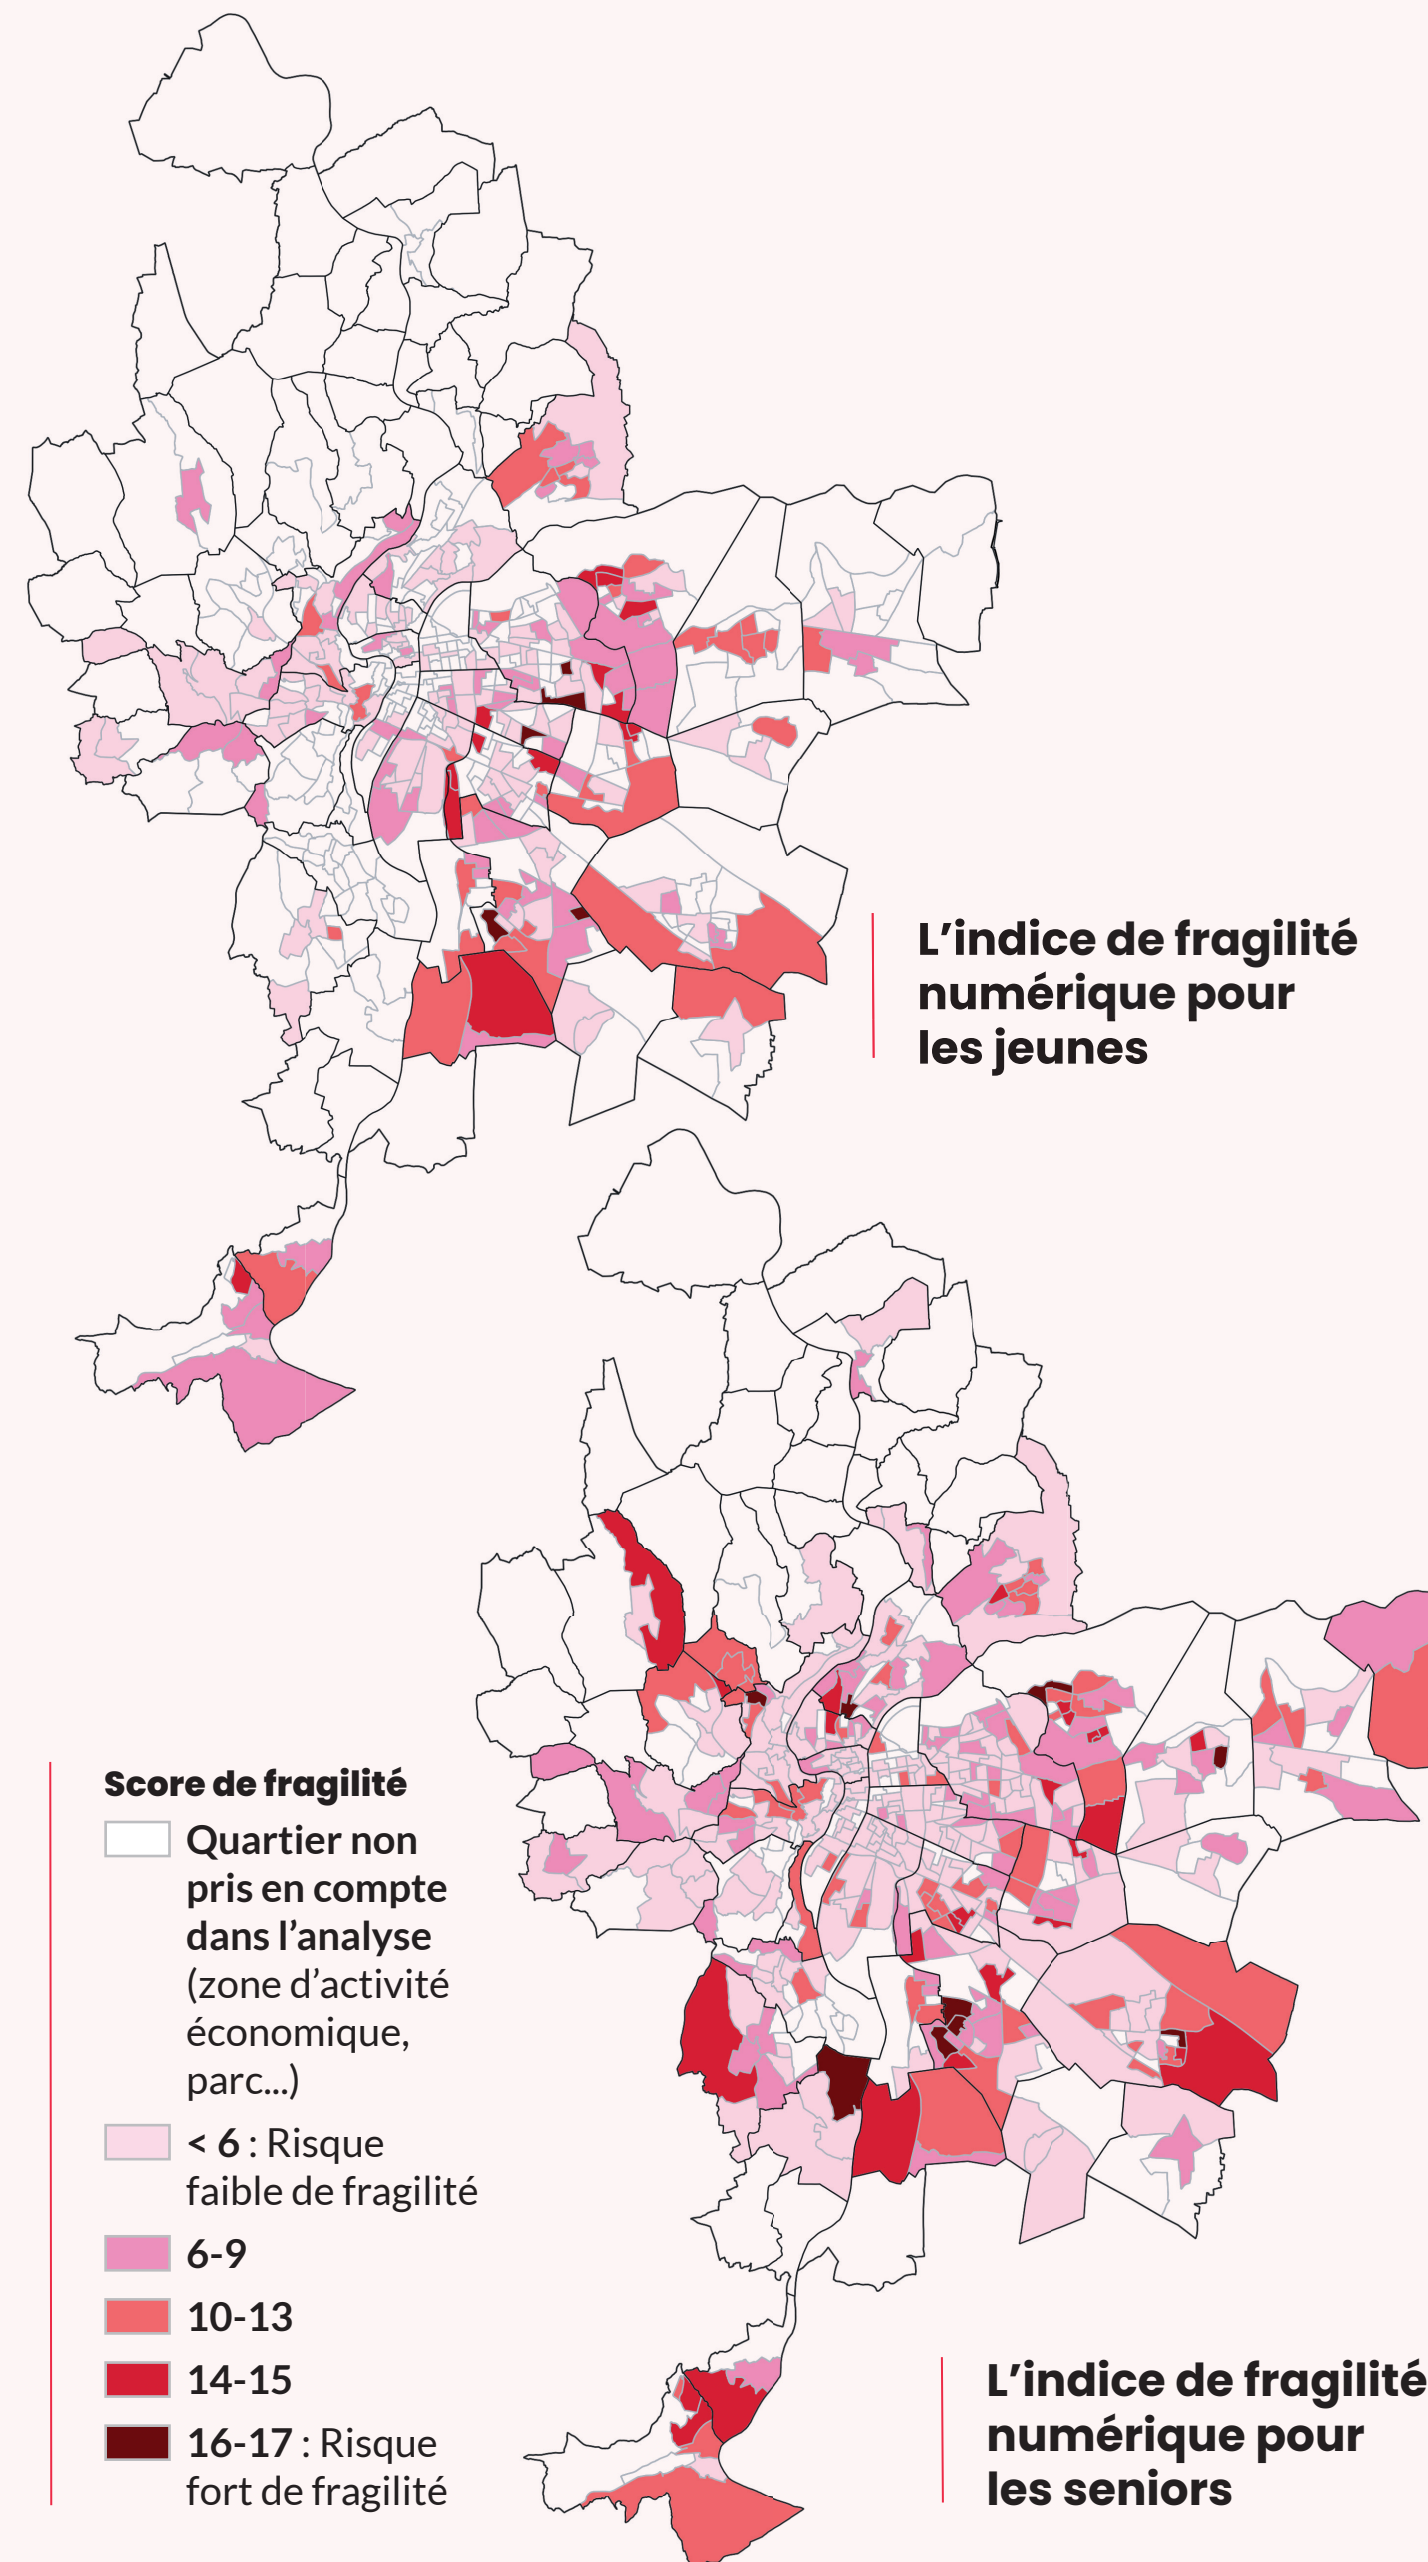 L’indice de fragilité
numérique pour
les jeunes
Score de fragilité
Quartier non
pris en compte
dans l’analyse
(zone d’activité
économique,
parc...)
< 6 : Risque
faible de fragilité
6-9
10-13
14-15
16-17 : Risque
fort de fragilité
L’indice de fragilité
numérique pour
les seniors